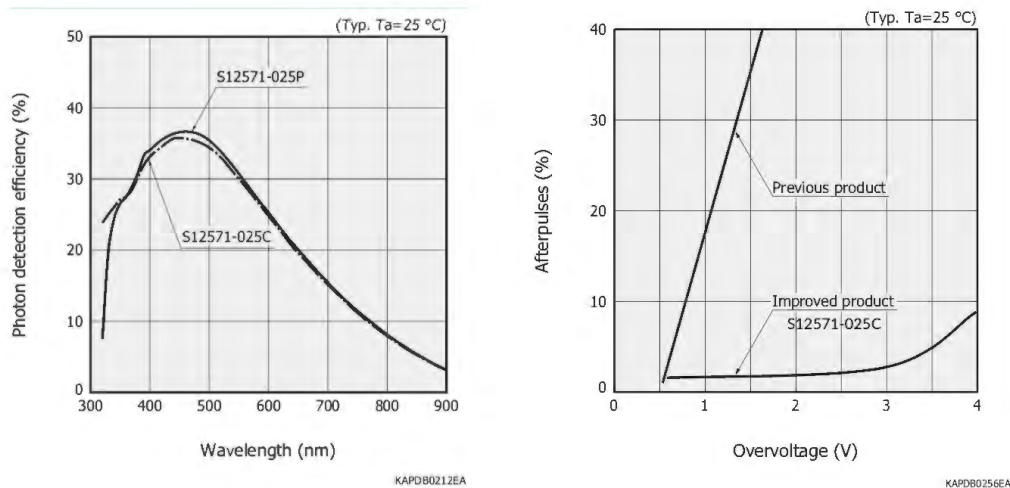 (Typ. Ta=25 °C)
50
40
30
20
10
0
300
400
500
600
700
800
900
Photon detection efficiency (%)
Wavelength (nm)
S12571-025P
S12571-025C
KAPDB0212EA
(Typ. Ta=25 °C)
40
30
20
10
0
0
1
2
3
4
Afterpulses (%)
Overvoltage (V)
Previous product
Improved product
S12571-025C
KAPDB0256EA